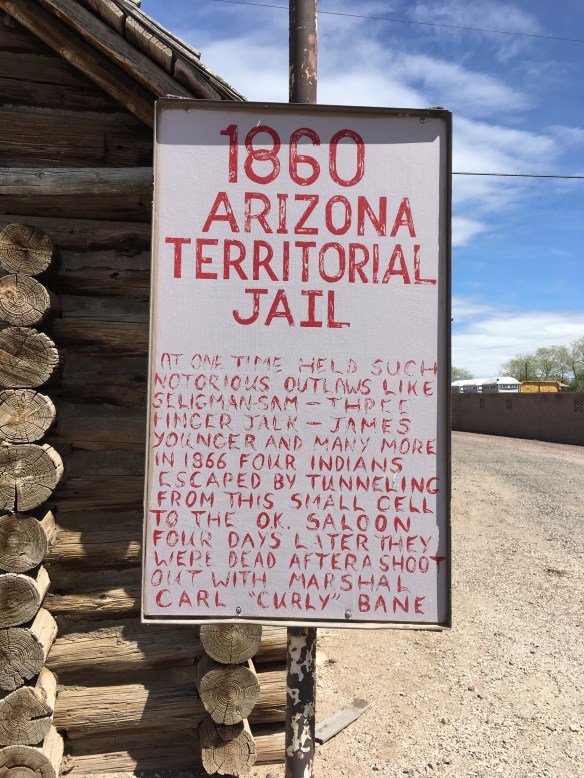 1860
ARIZONA
TERRITORIAL
JAIL
AT ONE TIME HELD SUCH
NOTORIOUS OUTLAWS LIKE
SELIGMAN-SAM - THREE
FINGER JACK - JAMES
YOUNGER AND MANY MORE
IN 1866 FOUR INDIANS
ESCAPED BY TUNNELING
FROM THIS SMALL CELL
TO THE O.K. SALOON
FOUR DAYS LATER THEY
WERE DEAD AFTER A SHOOT
OUT WITH MARSHAL
CARL "CURLY" BANE